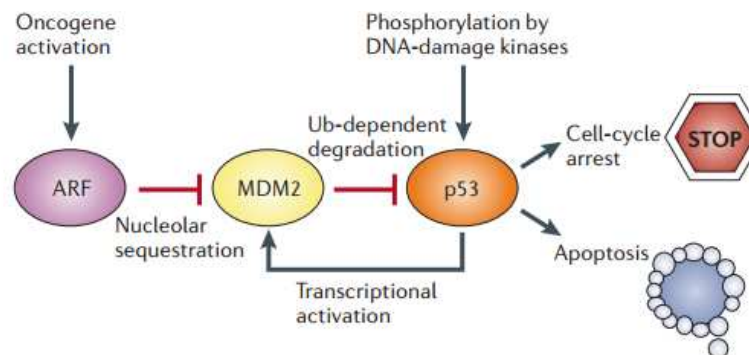 Oncogene
activation
Phosphorylation by
DNA-damage kinases
Ub-dependent
degradation
Cell-cycle
arrest
STOP
ARF
MDM2
p53
Nucleolar
sequestration
Apoptosis
Transcriptional
activation